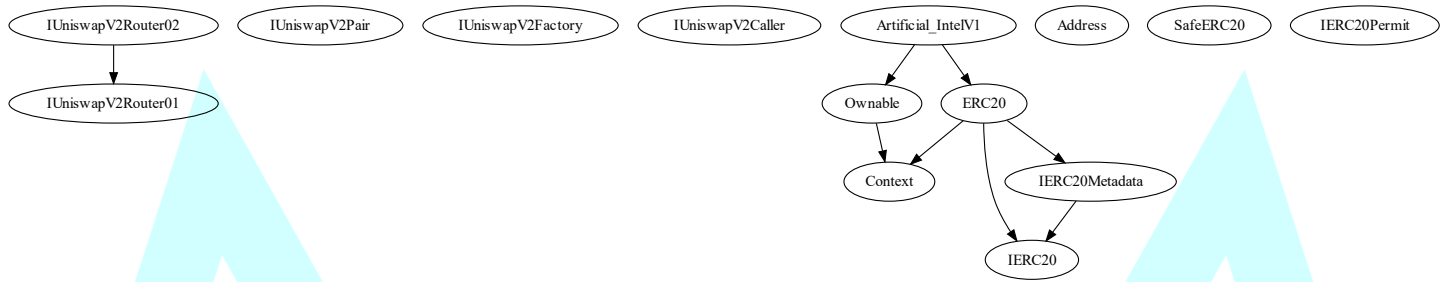 IUniswapV2Router02
IUniswapV2Pair
IUniswapV2Factory
IUniswapV2Caller
Artificial_IntelV1
Address
SafeERC20
IERC20Permit
IUniswapV2Router01
Ownable
ERC20
Context
IERC20Metadata
IERC20